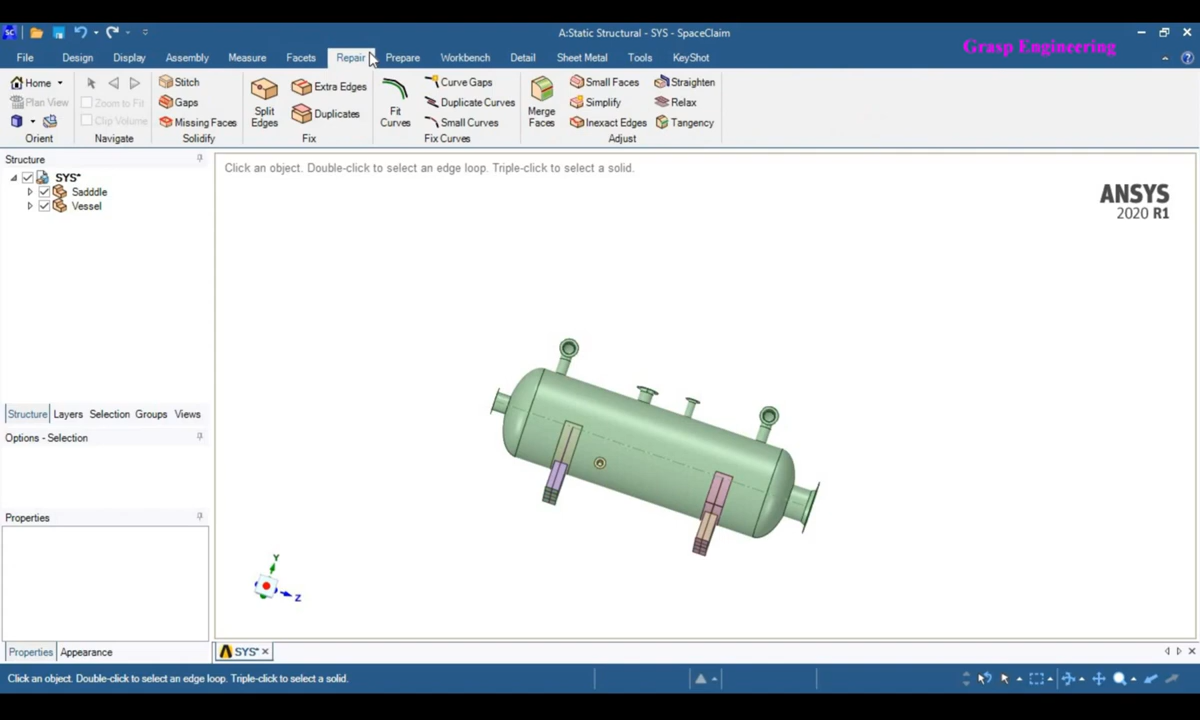 A:Static Structural - SYS - SpaceClaim
Grasp Engineering
File Design Display Assembly Measure Facets Repair Prepare Workbench Detail Sheet Metal Tools KeyShot
Home
Plan View
Orient
Zoom to Fit
Clip Volume
Navigate
Stitch
Gaps
Missing Faces
Solidify
Split Edges
Extra Edges
Duplicates
Fix
Fit Curves
Curve Gaps
Duplicate Curves
Small Curves
Fix Curves
Merge Faces
Small Faces
Simplify
Inexact Edges
Straighten
Relax
Tangency
Adjust
Structure
SYS*
Sadddle
Vessel
Structure Layers Selection Groups Views
Options - Selection
Properties
Properties Appearance
Click an object. Double-click to select an edge loop. Triple-click to select a solid.
ANSYS
2020 R1
Y
Z
SYS*
Click an object. Double-click to select an edge loop. Triple-click to select a solid.